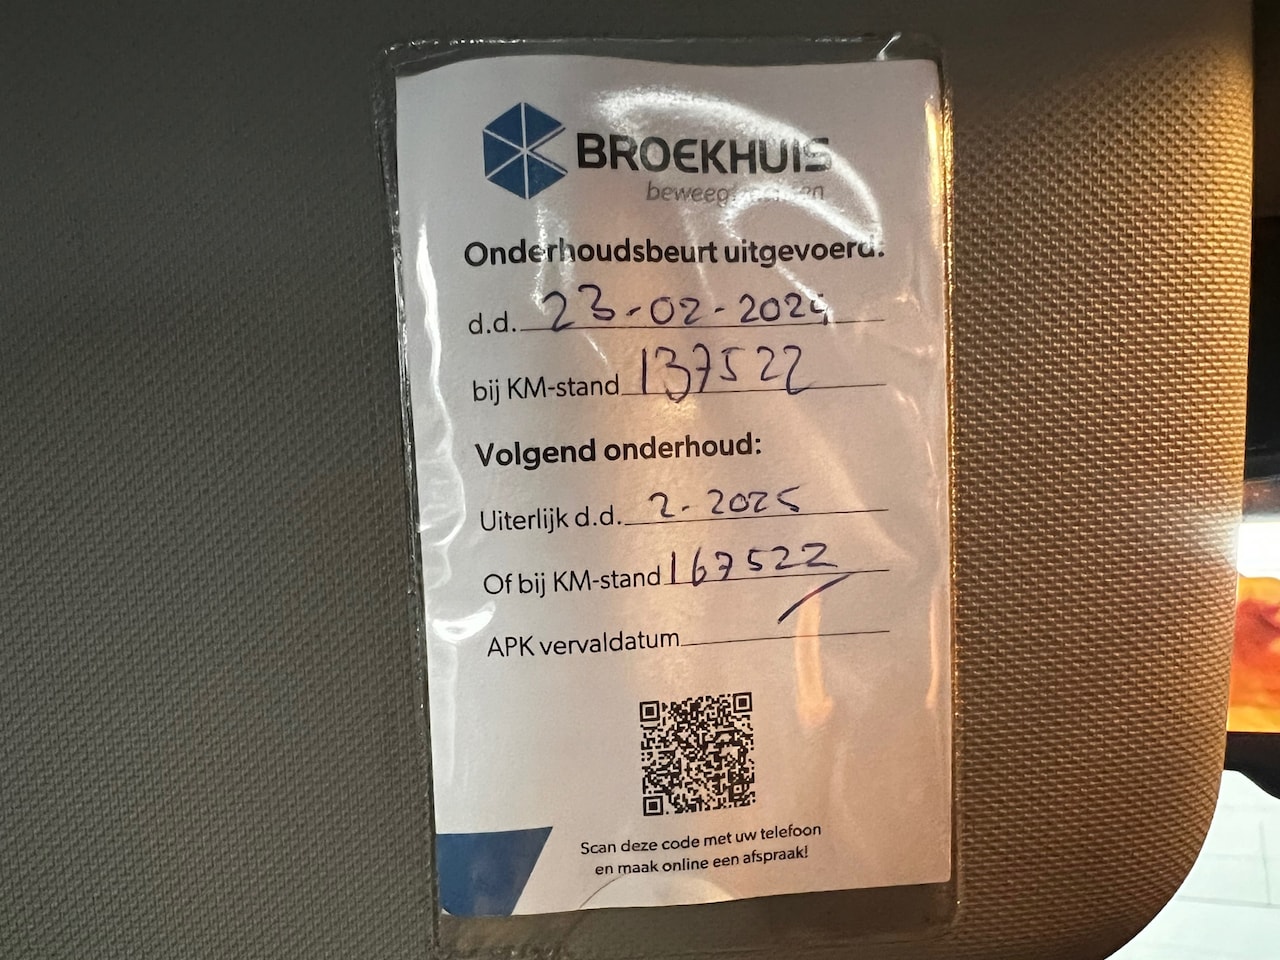 BROEKHUIS
Onderhoudsbeurt uitgevoerd:
d.d. 23-02-2024
bij KM-stand 137522
Volgend onderhoud:
Uiterlijk d.d. 2-2025
Of bij KM-stand 167522
APK vervaldatum
Scan deze code met uw telefoon
en maak online een afspraak!